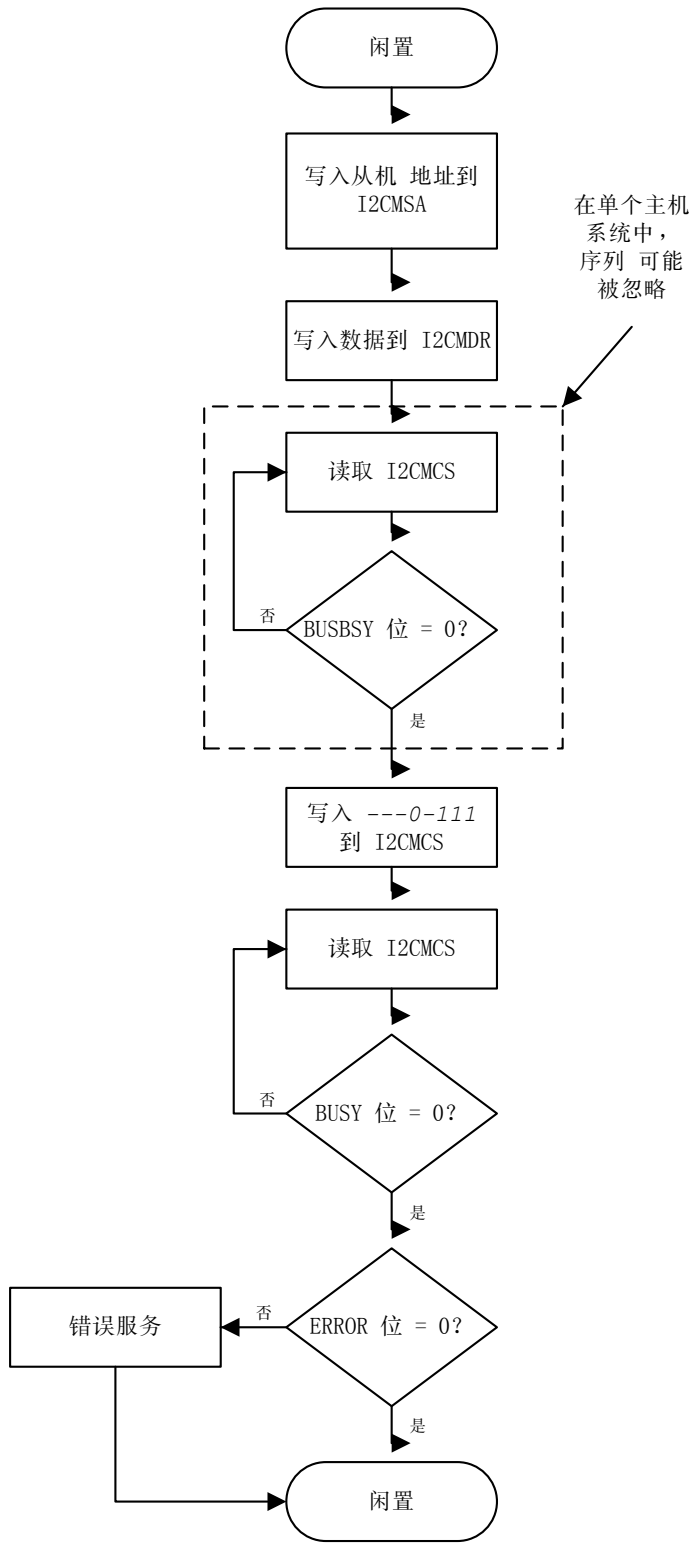 闲置
写入从机 地址到
I2CMSA
在单个主机
系统中，
序列 可能
被忽略
写入数据到 I2CMDR
读取 I2CMCS
否
BUSBSY 位 = 0?
是
写入 ---0-111
到 I2CMCS
读取 I2CMCS
否
BUSY 位 = 0?
是
错误服务
否
ERROR 位 = 0?
是
闲置